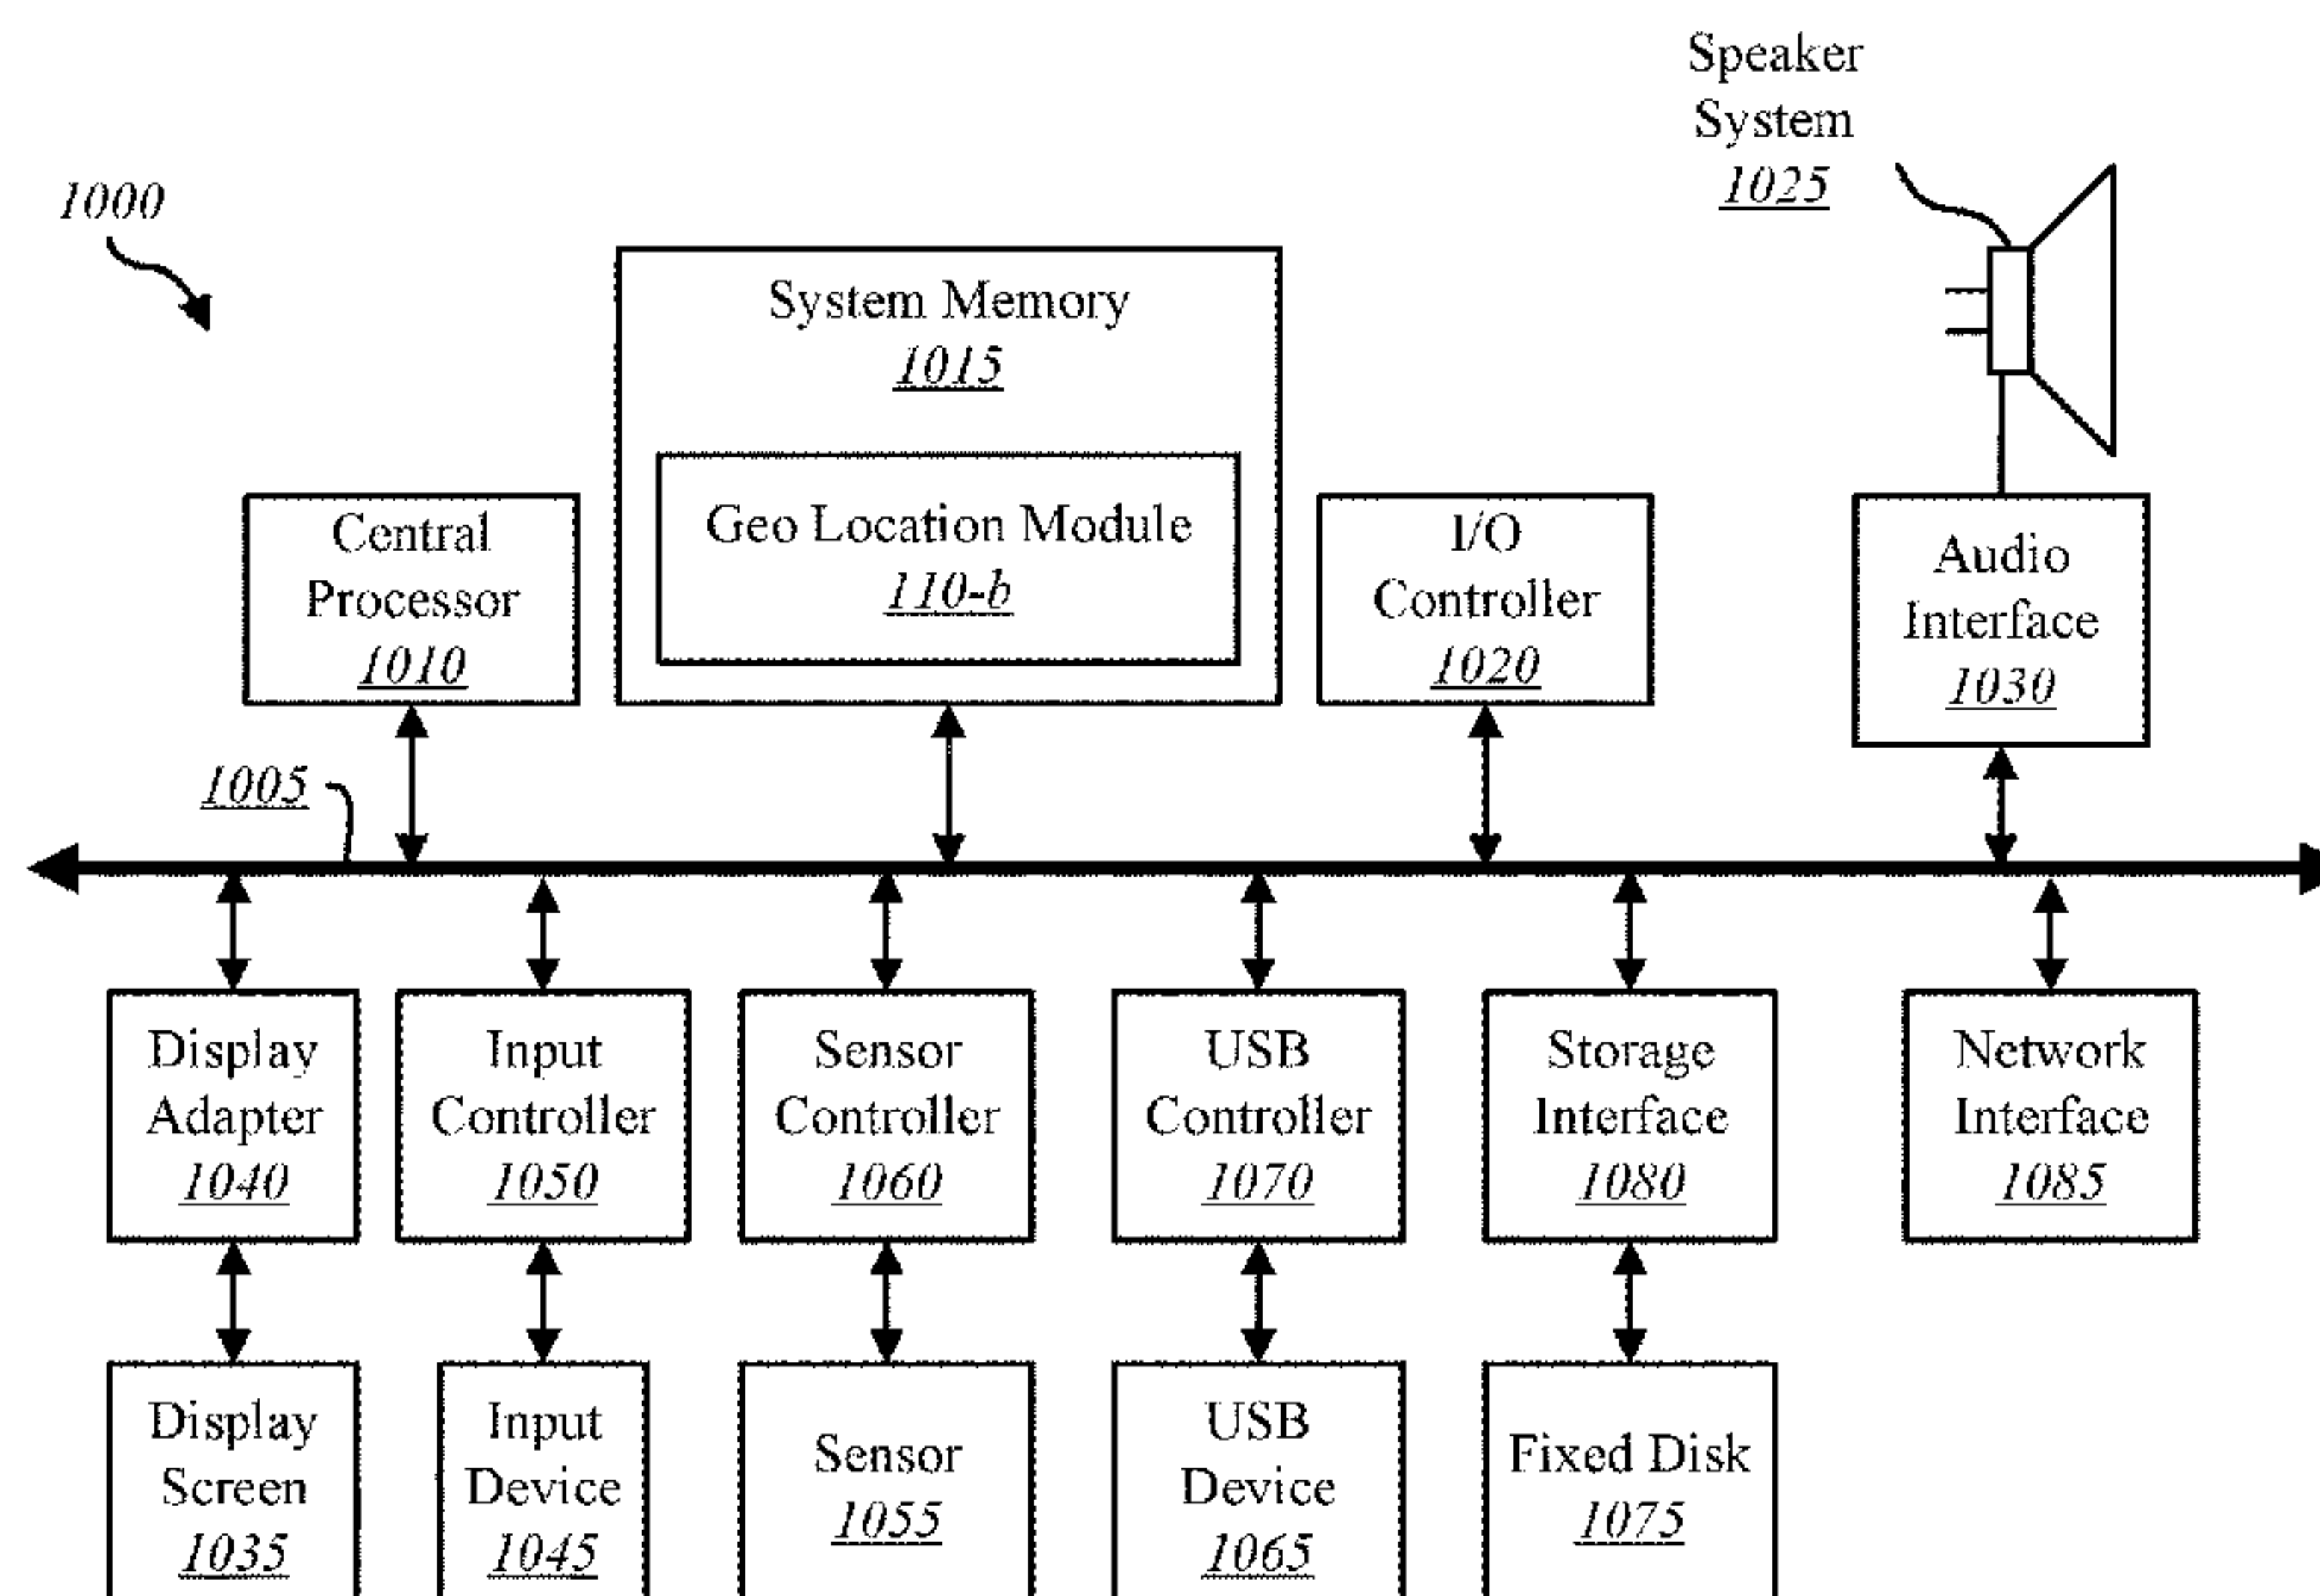 Speaker
System
1025
1000
System Memory
1015
Geo Location Module
110-b
Central
Processor
1010
I/O
Controller
1020
Audio
Interface
1030
1005
Display
Adapter
1040
Input
Controller
1050
Sensor
Controller
1060
USB
Controller
1070
Storage
Interface
1080
Network
Interface
1085
Display
Screen
1035
Input
Device
1045
Sensor
1055
USB
Device
1065
Fixed Disk
1075